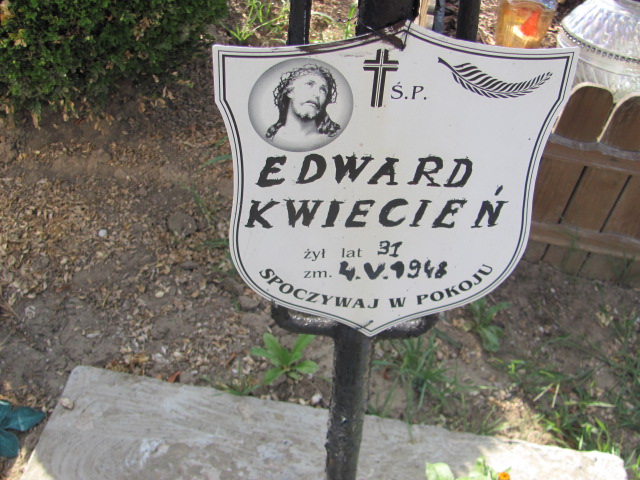 Ś.P.
EDWARD
KWIECIEŃ
żył lat 31
zm. 4.V.1948
SPOCZYWAJ W POKOJU